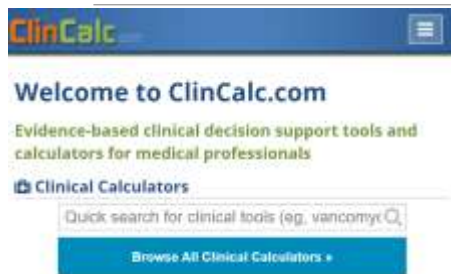 ClinCalc
Welcome to ClinCalc.com
Evidence-based clinical decision support tools and
calculators for medical professionals
Clinical Calculators
Quick search for clinical tools (eg, vancomyc
Browse All Clinical Calculators »